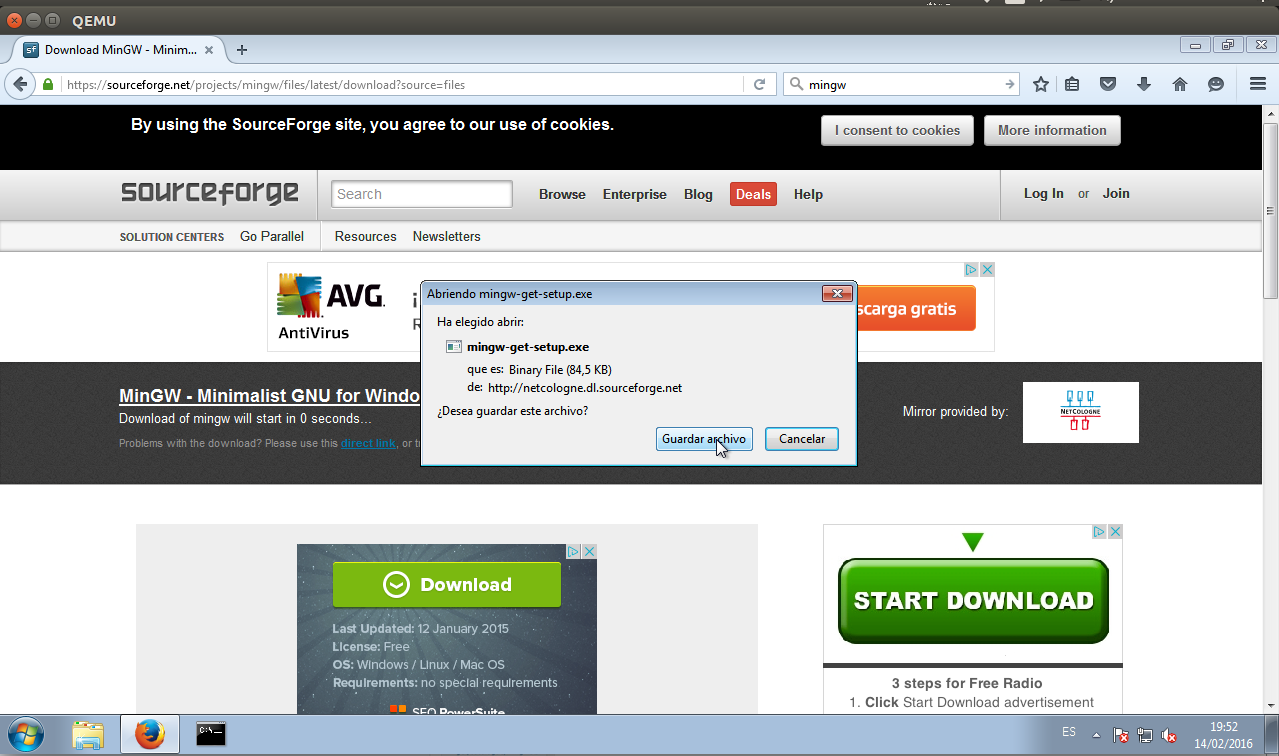 QEMU
Download MinGW - Minim...
https://sourceforge.net/projects/mingw/files/latest/download?source=files
mingw
By using the SourceForge site, you agree to our use of cookies.
I consent to cookies
More information
sourceforge
Search
Browse
Enterprise
Blog
Deals
Help
Log In or Join
SOLUTION CENTERS
Go Parallel
Resources
Newsletters
AVG.
AntiVirus
scarga gratis
Abriendo mingw-get-setup.exe
Ha elegido abrir:
mingw-get-setup.exe
que es: Binary File (84,5 KB)
de: http://netcologne.dl.sourceforge.net
¿Desea guardar este archivo?
Guardar archivo
Cancelar
MinGW - Minimalist GNU for Windo
Download of mingw will start in 0 seconds...
Problems with the download? Please use this direct link, or
Mirror provided by:
NETCOLOGNE
Download
Last Updated: 12 January 2015
License: Free
OS: Windows / Linux / Mac OS
Requirements: no special requirements
SEO PowerSuite
START DOWNLOAD
3 steps for Free Radio
1. Click Start Download advertisement
ES
19:52
14/02/2016